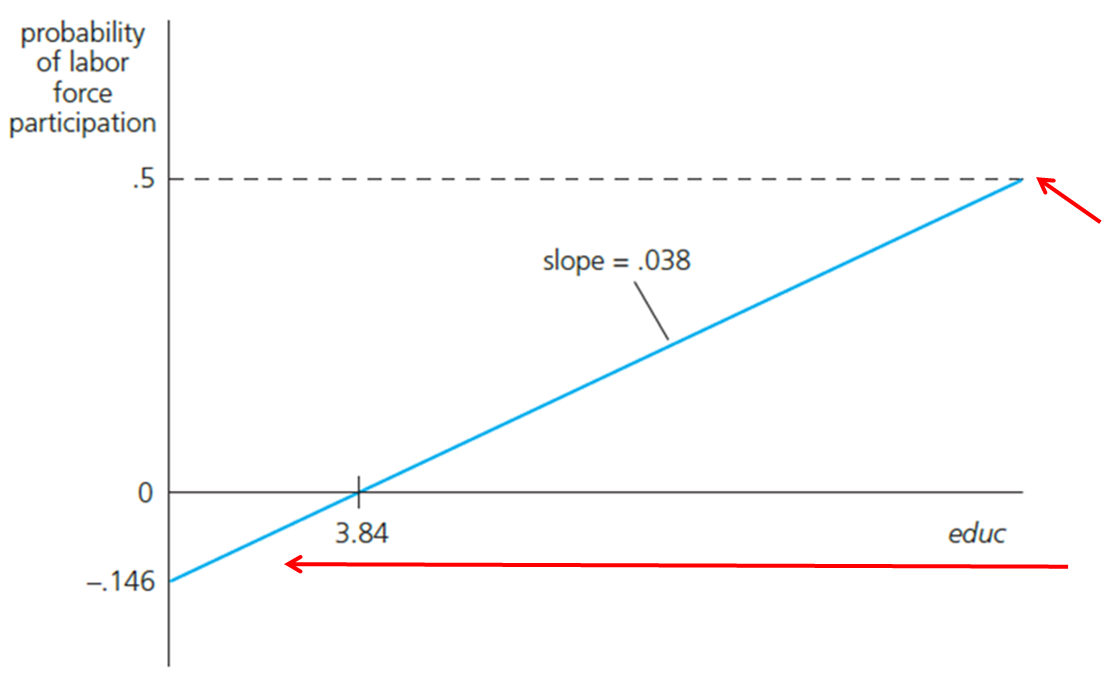 probability
of labor
force
participation
.5
slope = .038
0
3.84
educ
–.146